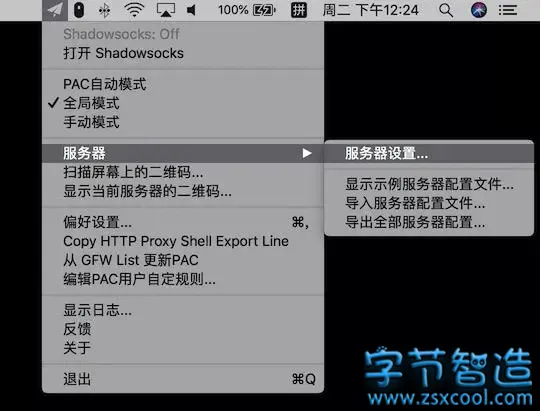 100% 拼 周二 下午12:24
Shadowsocks: Off
打开 Shadowsocks
PAC自动模式
✓ 全局模式
手动模式
服务器 ▶
服务器设置...
扫描屏幕上的二维码...
显示当前服务器的二维码...
显示示例服务器配置文件...
导入服务器配置文件...
导出全部服务器配置...
偏好设置... ⌘,
Copy HTTP Proxy Shell Export Line
从 GFW List 更新PAC
编辑PAC用户自定规则...
显示日志...
反馈
关于
退出 ⌘Q
字节智造
www.zsxcool.com